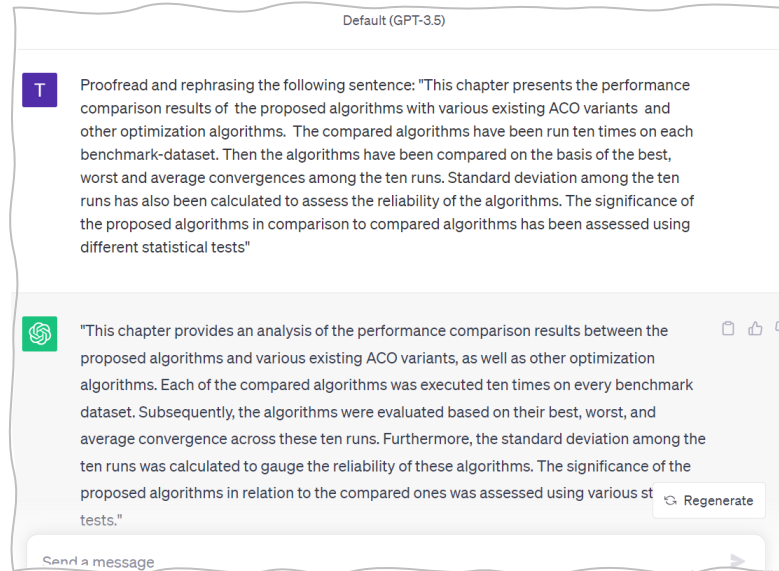 Default (GPT-3.5)
T
Proofread and rephrasing the following sentence: "This chapter presents the performance
comparison results of  the proposed algorithms with various existing ACO variants  and
other optimization algorithms.  The compared algorithms have been run ten times on each
benchmark-dataset. Then the algorithms have been compared on the basis of the best,
worst and average convergences among the ten runs. Standard deviation among the ten
runs has also been calculated to assess the reliability of the algorithms. The significance of
the proposed algorithms in comparison to compared algorithms has been assessed using
different statistical tests"
"This chapter provides an analysis of the performance comparison results between the
proposed algorithms and various existing ACO variants, as well as other optimization
algorithms. Each of the compared algorithms was executed ten times on every benchmark
dataset. Subsequently, the algorithms were evaluated based on their best, worst, and
average convergence across these ten runs. Furthermore, the standard deviation among the
ten runs was calculated to gauge the reliability of these algorithms. The significance of the
proposed algorithms in relation to the compared ones was assessed using various st
Regenerate
tests."
Send a message